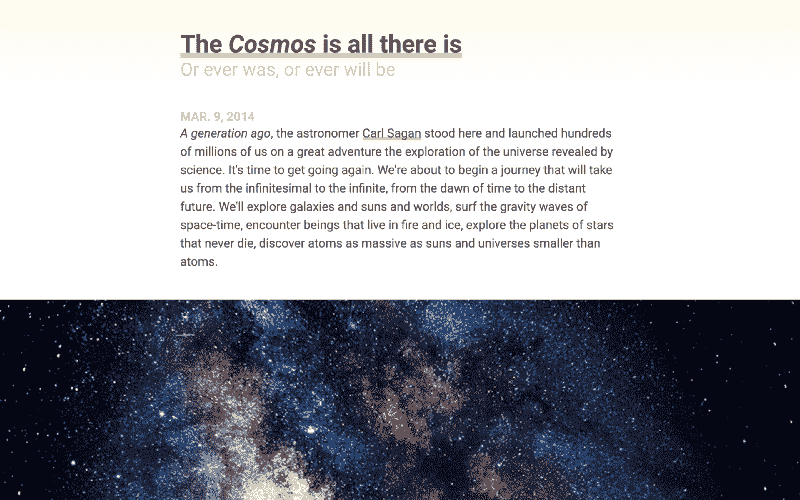 The Cosmos is all there is
Or ever was, or ever will be
MAR. 9, 2014
A generation ago, the astronomer Carl Sagan stood here and launched hundreds
of millions of us on a great adventure the exploration of the universe revealed by
science. It's time to get going again. We're about to begin a journey that will take
us from the infinitesimal to the infinite, from the dawn of time to the distant
future. We'll explore galaxies and suns and worlds, surf the gravity waves of
space-time, encounter beings that live in fire and ice, explore the planets of stars
that never die, discover atoms as massive as suns and universes smaller than
atoms.